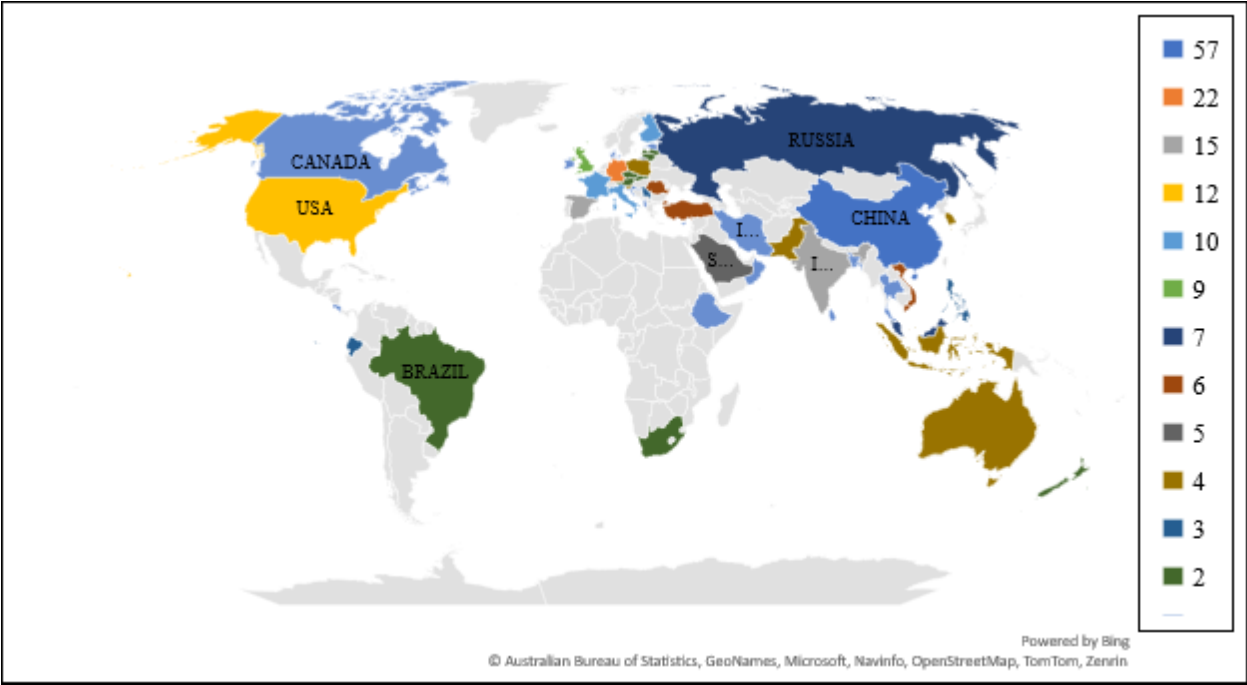 CANADA
USA
RUSSIA
CHINA
I...
S...
I...
BRAZIL
57
22
15
12
10
9
7
6
5
4
3
2
Powered by Bing
© Australian Bureau of Statistics, GeoNames, Microsoft, Navinfo, OpenStreetMap, TomTom, Zenrin